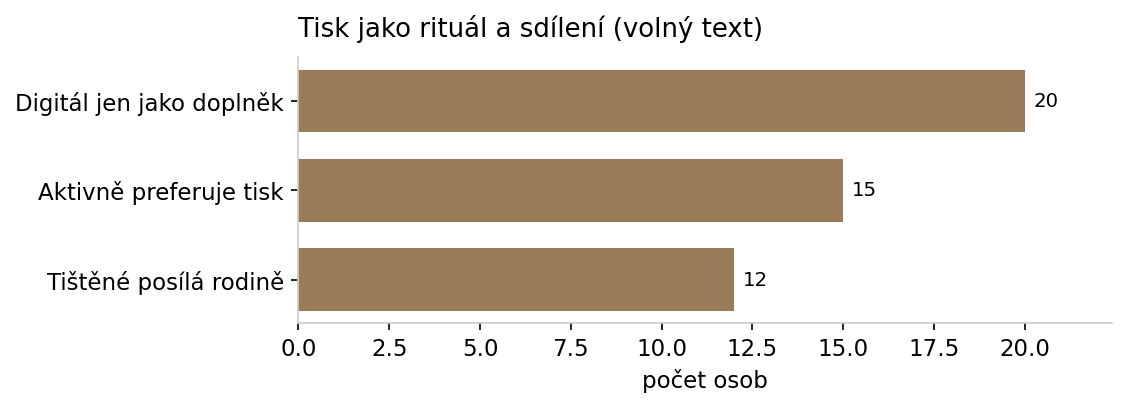 Tisk jako rituál a sdílení (volný text)
Digitál jen jako doplněk
20
Aktivně preferuje tisk
15
Tištěné posílá rodině
12
0.0 2.5 5.0 7.5 10.0 12.5 15.0 17.5 20.0
počet osob